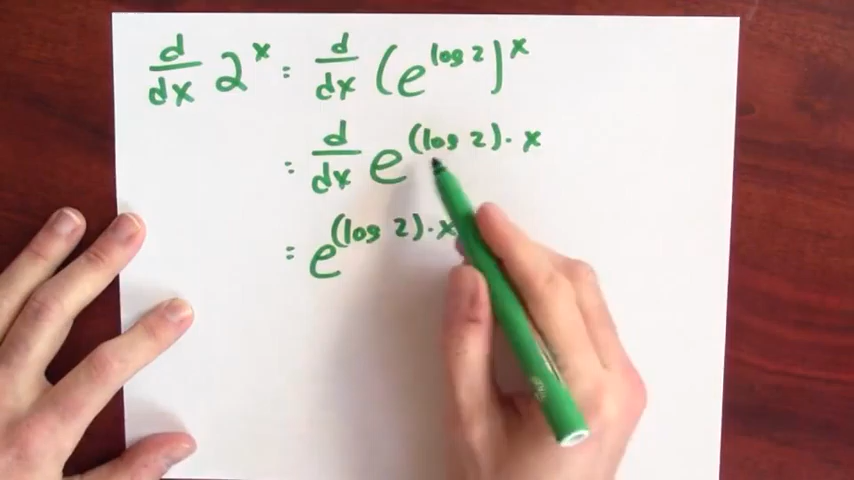 d/dx 2^x = d/dx (e^(log 2))^x
= d/dx e^((log 2)·x)
= e^((log 2)·x)